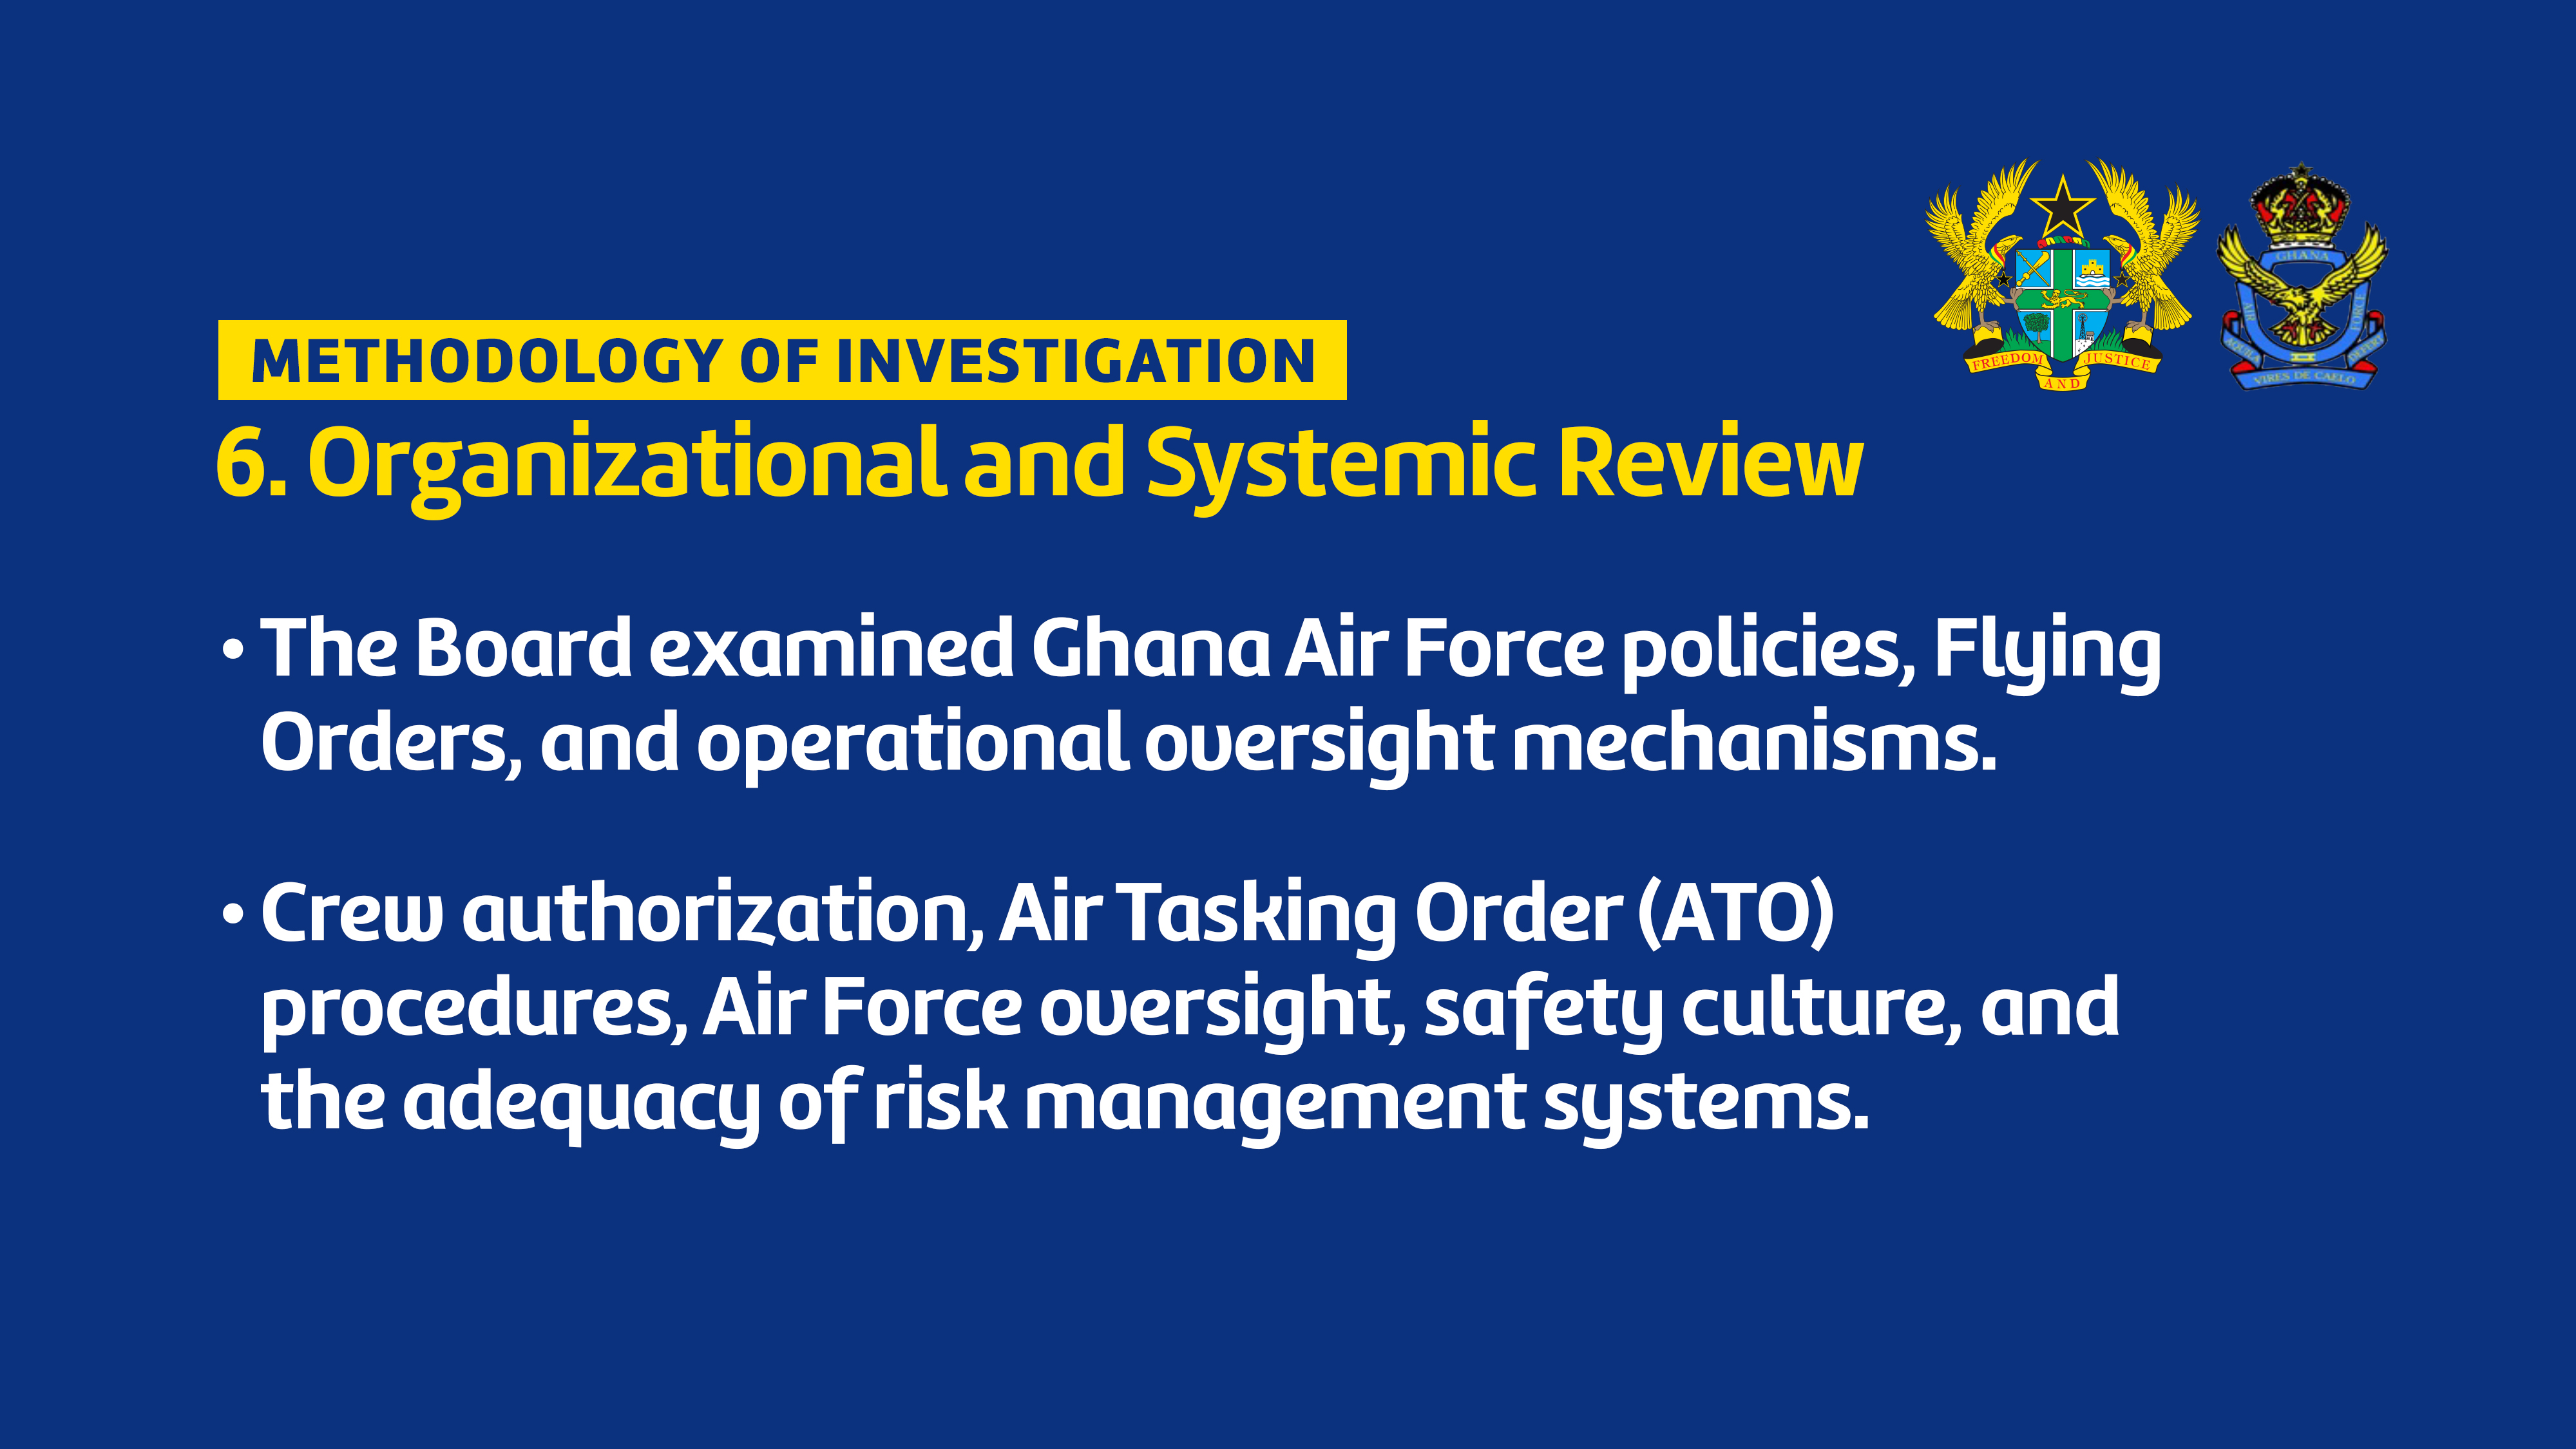 METHODOLOGY OF INVESTIGATION
6. Organizational and Systemic Review
• The Board examined Ghana Air Force policies, Flying
Orders, and operational oversight mechanisms.
• Crew authorization, Air Tasking Order (ATO)
procedures, Air Force oversight, safety culture, and
the adequacy of risk management systems.
FREEDOM AND JUSTICE
GHANA
AIR FORCE
AQUILA DEFERT
VIRES DE CAELO